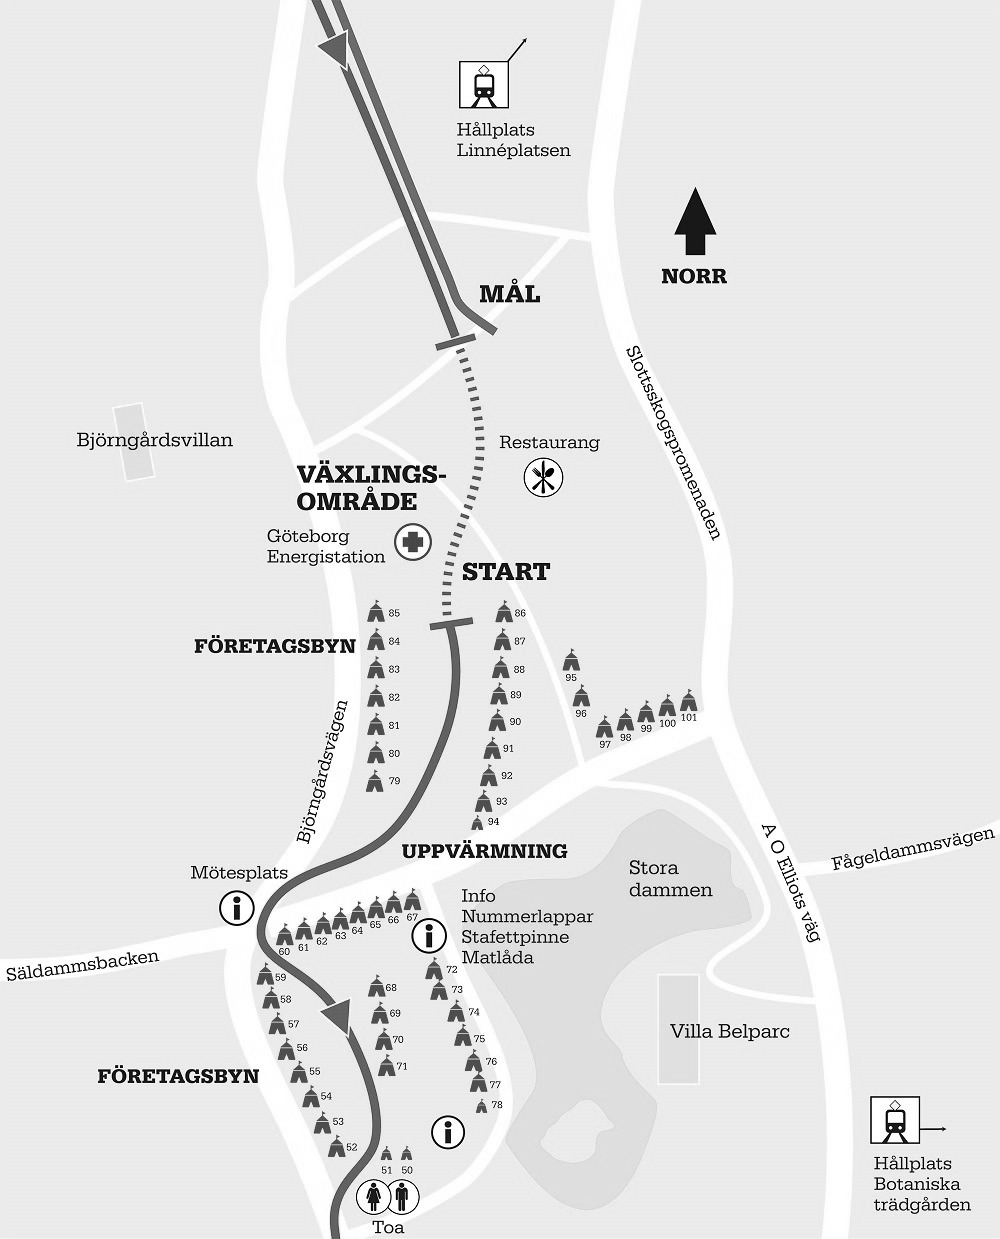 Hållplats
Linnéplatsen
NORR
MÅL
Slottsskogspromenaden
Björngårdsvillan
Restaurang
VÄXLINGS-
OMRÅDE
Göteborg
Energistation
START
85
84
83
82
81
80
79
FÖRETAGSBYN
86
87
88
89
90
91
92
93
94
95
96
97
98
99
100
101
Björngårdsvägen
UPPVÄRMNING
Mötesplats
Stora
dammen
A O Elliots väg
Fågeldammsvägen
Info
Nummerlappar
Stafettpinne
Matlåda
60
61
62
63
64
65
66
67
Säldammsbacken
59
58
57
56
55
54
53
52
68
69
70
71
72
73
74
75
76
77
78
Villa Belparc
FÖRETAGSBYN
51
50
Toa
Hållplats
Botaniska
trädgården